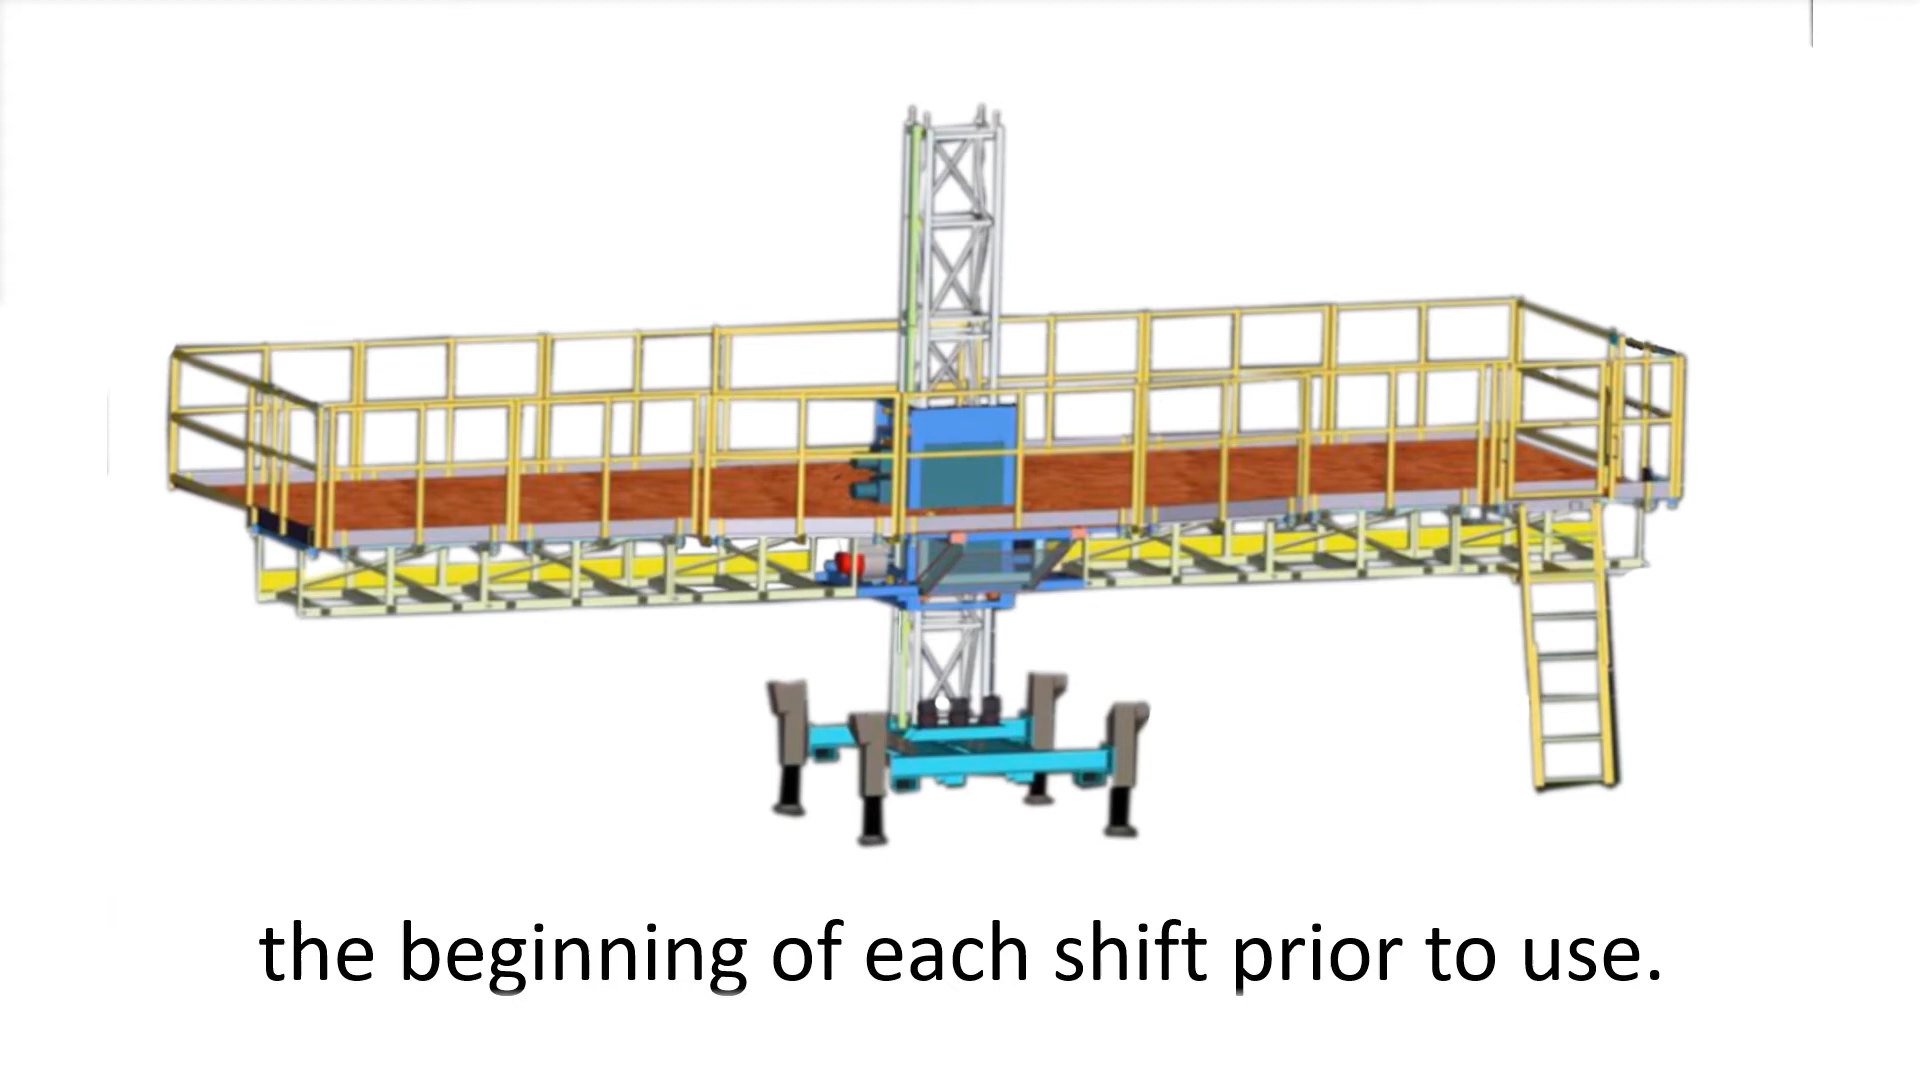 the beginning of each shift prior to use.